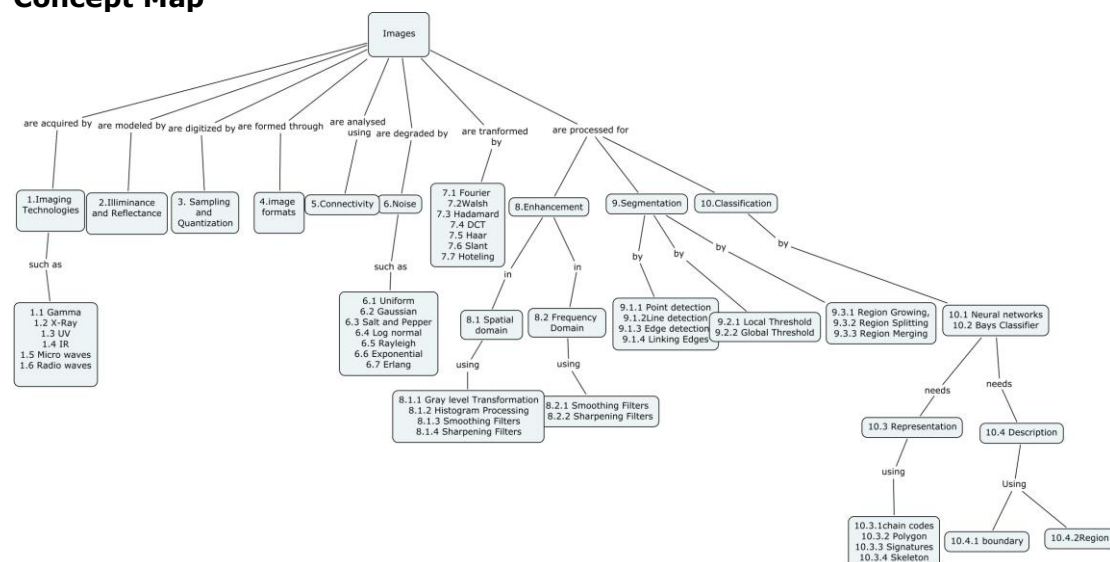 Concept Map
Images
are acquired by
are modeled by
are digitized by
are formed through
are analysed
using
are degraded by
are tranformed
by
are processed for
1.Imaging
Technologies
2.Illiminance
and Reflectance
3. Sampling
and
Quantization
4.image
formats
5.Connectivity
6.Noise
7.1 Fourier
7.2Walsh
7.3 Hadamard
7.4 DCT
7.5 Haar
7.6 Slant
7.7 Hoteling
8.Enhancement
9.Segmentation
10.Classification
such as
such as
in
in
by
by
by
by
1.1 Gamma
1.2 X-Ray
1.3 UV
1.4 IR
1.5 Micro waves
1.6 Radio waves
6.1 Uniform
6.2 Gaussian
6.3 Salt and Pepper
6.4 Log normal
6.5 Rayleigh
6.6 Exponential
6.7 Erlang
8.1 Spatial
domain
8.2 Frequency
Domain
9.1.1 Point detection
9.1.2Line detection
9.1.3 Edge detection
9.1.4 Linking Edges
9.2.1 Local Threshold
9.2.2 Global Threshold
9.3.1 Region Growing,
9.3.2 Region Splitting
9.3.3 Region Merging
10.1 Neural networks
10.2 Bays Classifier
using
using
needs
needs
8.1.1 Gray level Transformation
8.1.2 Histogram Processing
8.1.3 Smoothing Filters
8.1.4 Sharpening Filters
8.2.1 Smoothing Filters
8.2.2 Sharpening Filters
10.3 Representation
10.4 Description
using
Using
10.3.1chain codes
10.3.2 Polygon
10.3.3 Signatures
10.3.4 Skeleton
10.4.1 boundary
10.4.2Region